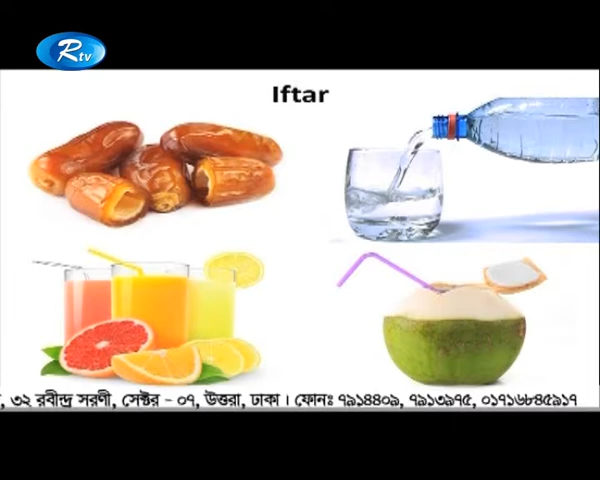 Rtv
Iftar
, ৩২ রবীন্দ্র সরণী, সেক্টর - ০৭, উত্তরা, ঢাকা । ফোনঃ ৭৯১৪৪০৯, ৭৯১৩৯৭৫, ০১৭১৬৮৪৫৯১৭